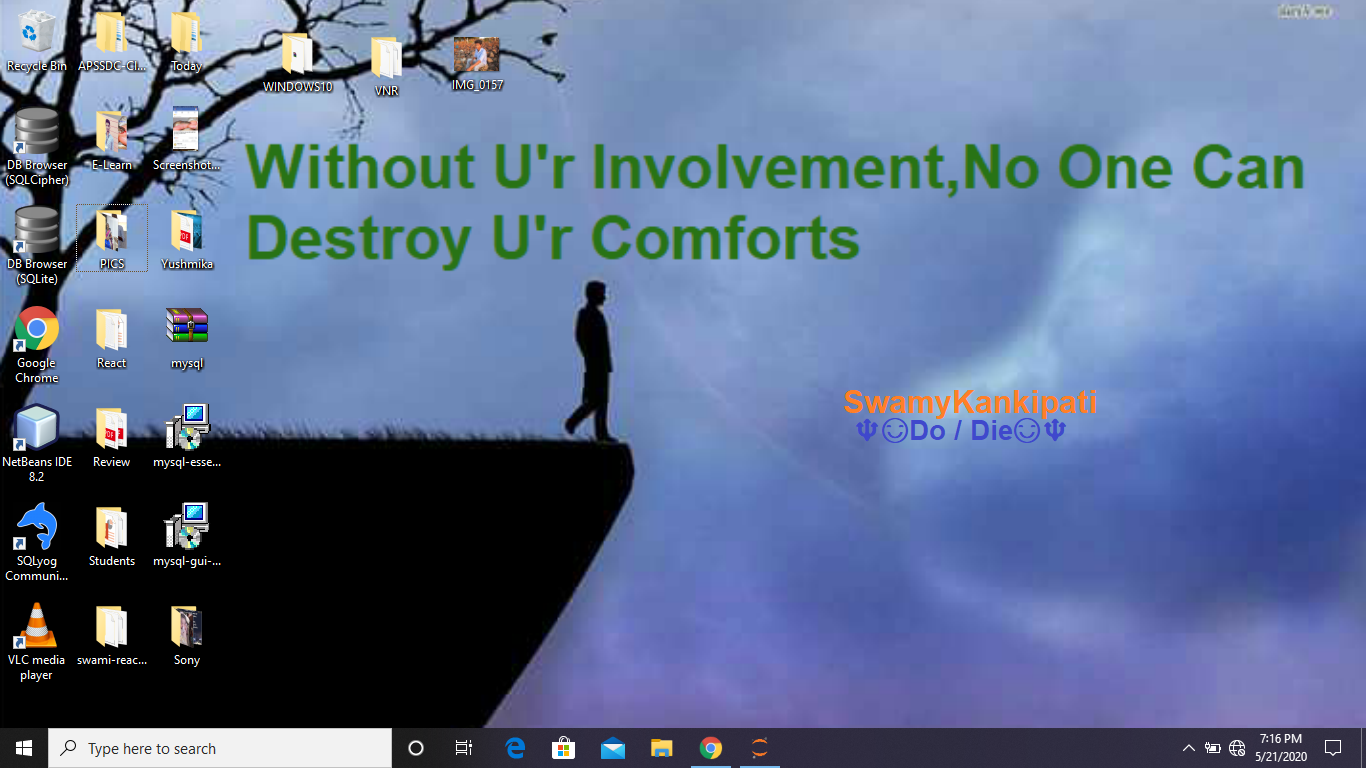 Recycle Bin
APSSDC-Cl...
Today
WINDOWS10
VNR
IMG_0157
DB Browser
(SQLCipher)
E-Learn
Screenshot...
Without U'r Involvement,No One Can
Destroy U'r Comforts
DB Browser
(SQLite)
PICS
Yushmika
Google
Chrome
React
mysql
SwamyKankipati
🔱☺Do / Die☺🔱
NetBeans IDE
8.2
Review
mysql-esse...
SQLyog
Communi...
Students
mysql-gui-...
VLC media
player
swami-reac...
Sony
Type here to search
7:16 PM
5/21/2020